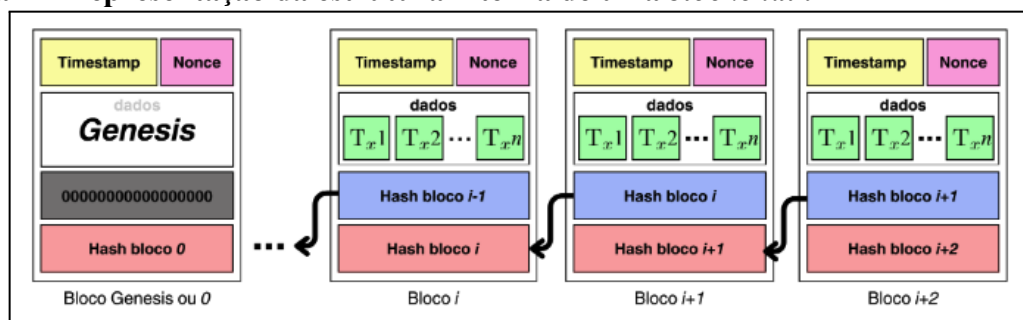 Timestamp Nonce
dados
Genesis
00000000000000000
Hash bloco 0
Bloco Genesis ou 0
...
Timestamp Nonce
dados
Tx1 Tx2 ... Txn
Hash bloco i-1
Hash bloco i
Bloco i
Timestamp Nonce
dados
Tx1 Tx2 ... Txn
Hash bloco i
Hash bloco i+1
Bloco i+1
Timestamp Nonce
dados
Tx1 Tx2 ... Txn
Hash bloco i+1
Hash bloco i+2
Bloco i+2